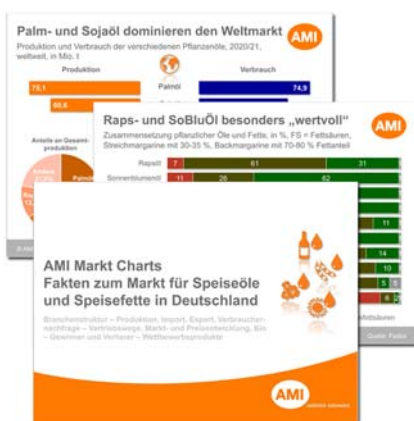 Palm- und Sojaöl dominieren den Weltmarkt
AMI
Produktion und Verbrauch der verschiedenen Pflanzenöle, 2020/21,
weltweit, in Mio. t
Produktion
Verbrauch
75,1
Palmöl
74,9
Anteile an Gesamt-
produktion
Raps- und SoBluÖl besonders „wertvoll“
AMI
Zusammensetzung pflanzlicher Öle und Fette, in %, FS = Fettsäuren,
Streichmargarine mit 30-35 %, Backmargarine mit 70-80 % Fettanteil
Rapsöl 7 61 31
Sonnenblumenöl 11 26 62
11
14
10
5 5
6 2
AMI Markt Charts
Fakten zum Markt für Speiseöle
und Speisefette in Deutschland
Branchenstruktur – Produktion, Import, Export, Verbraucher-
nachfrage – Vertriebswege, Markt- und Preisentwicklung, Bio
– Gewinner und Verlierer – Wettbewerbsprodukte
AMI